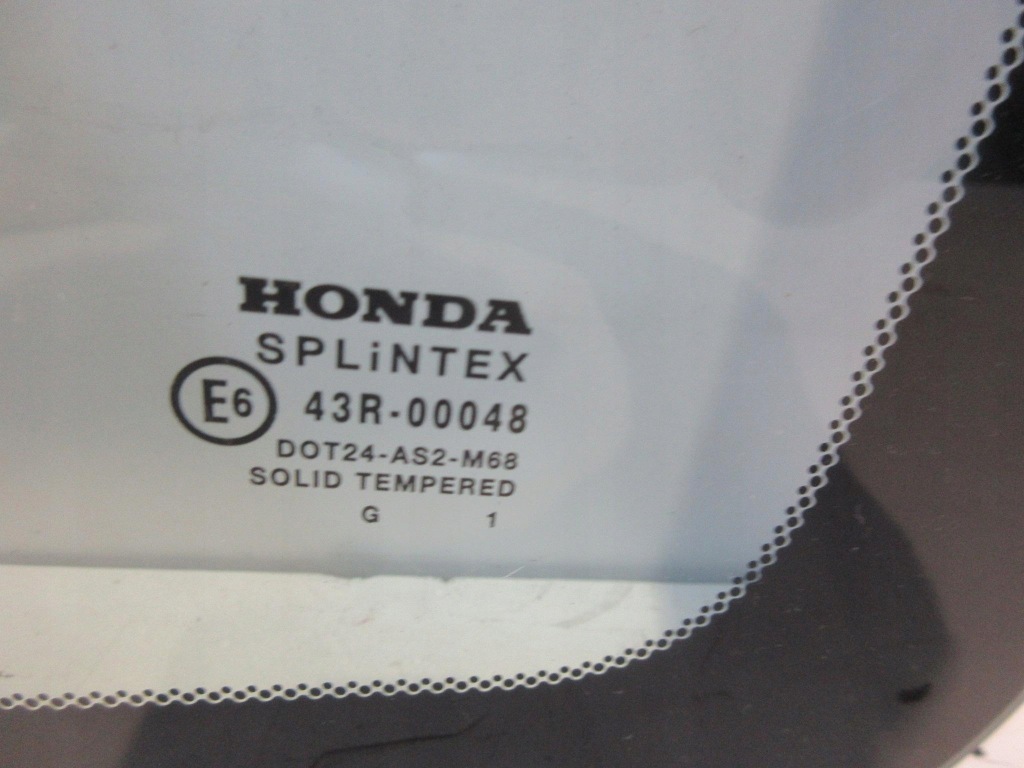 HONDA
SPLiNTEX
E6 43R-00048
DOT24-AS2-M68
SOLID TEMPERED
G 1